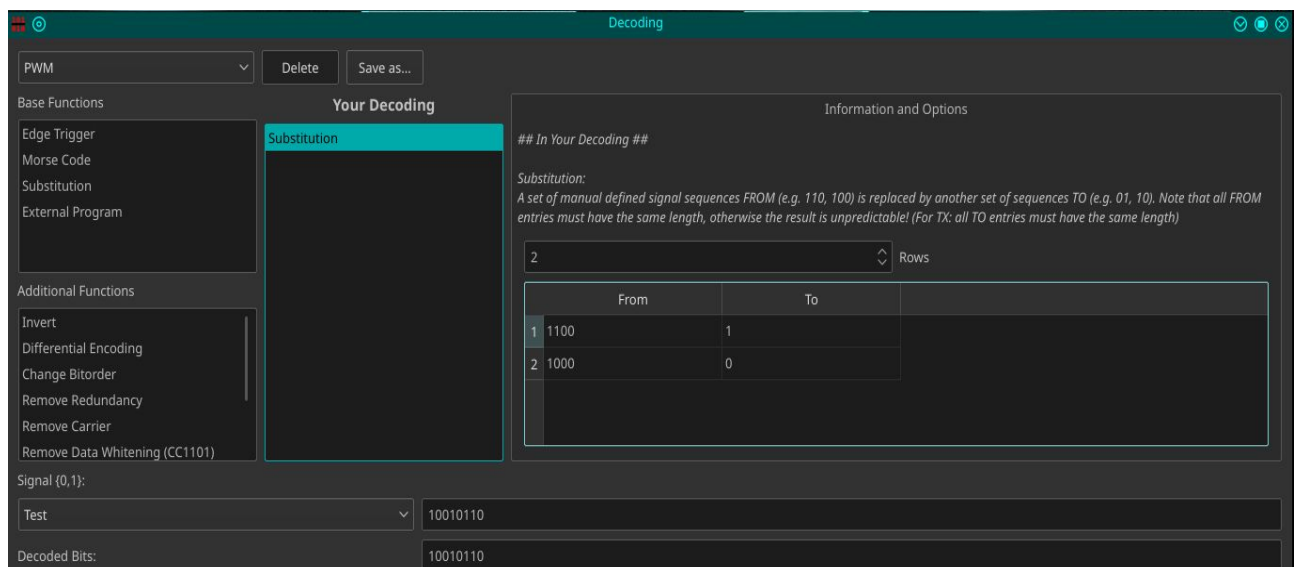 Decoding
PWM
Delete
Save as...
Base Functions
Edge Trigger
Morse Code
Substitution
External Program
Additional Functions
Invert
Differential Encoding
Change Bitorder
Remove Redundancy
Remove Carrier
Remove Data Whitening (CC1101)
Your Decoding
Substitution
Information and Options
## In Your Decoding ##
Substitution:
A set of manual defined signal sequences FROM (e.g. 110, 100) is replaced by another set of sequences TO (e.g. 01, 10). Note that all FROM
entries must have the same length, otherwise the result is unpredictable! (For TX: all TO entries must have the same length)
2 Rows
From To
1 1100 1
2 1000 0
Signal {0,1}:
Test 10010110
Decoded Bits: 10010110